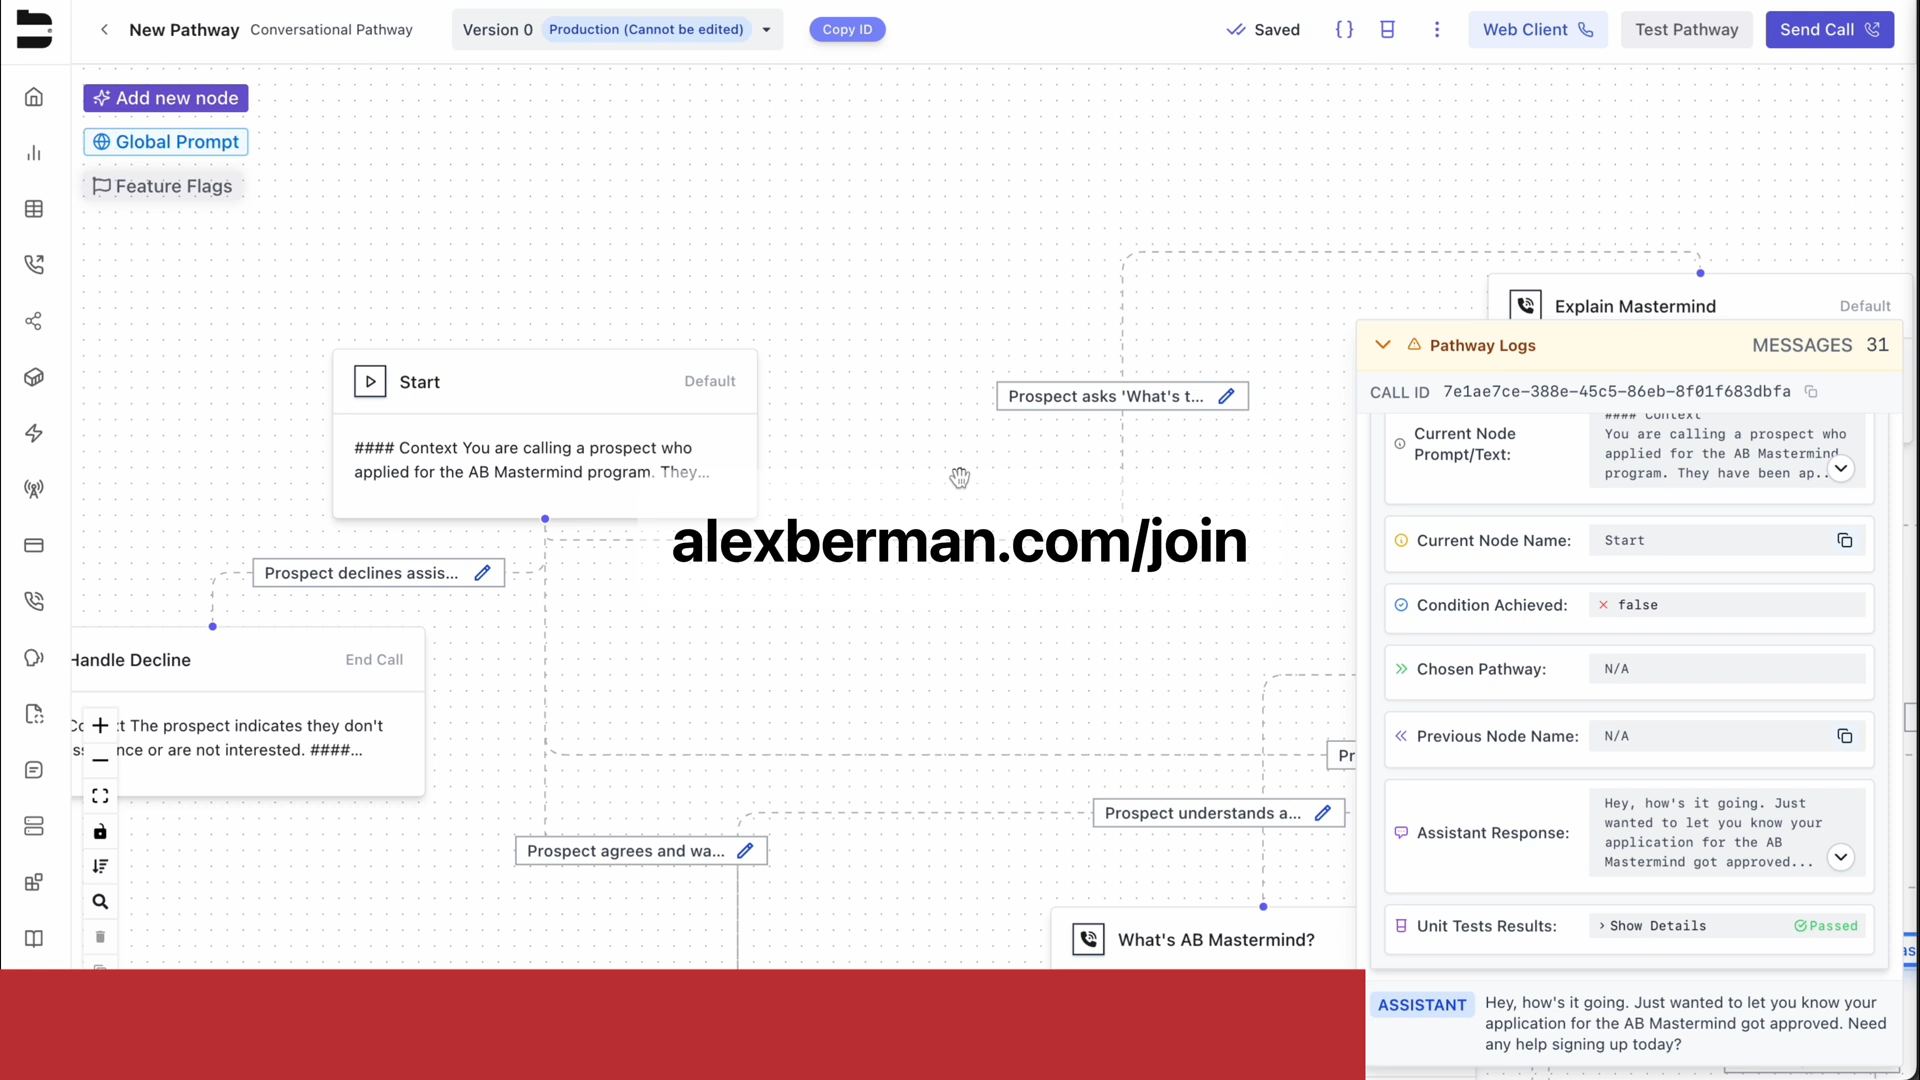 New Pathway
Conversational Pathway
Version 0
Production (Cannot be edited)
Copy ID
Saved
Web Client
Test Pathway
Send Call
Add new node
Global Prompt
Feature Flags
Explain Mastermind
Default
Pathway Logs
MESSAGES 31
CALL ID 7e1ae7ce-388e-45c5-86eb-8f01f683dbfa
Start
Default
#### Context You are calling a prospect who
applied for the AB Mastermind program. They...
Prospect asks 'What's t...
Current Node
Prompt/Text:
#### Context
You are calling a prospect who
applied for the AB Mastermind
program. They have been ap..
alexberman.com/join
Current Node Name:
Start
Prospect declines assis...
Condition Achieved:
false
Handle Decline
End Call
Chosen Pathway:
N/A
t The prospect indicates they don't
nce or are not interested. ####...
Previous Node Name:
N/A
Pr
Prospect understands a...
Prospect agrees and wa...
Assistant Response:
Hey, how's it going. Just
wanted to let you know your
application for the AB
Mastermind got approved...
What's AB Mastermind?
Unit Tests Results:
Show Details
Passed
as
ASSISTANT
Hey, how's it going. Just wanted to let you know your
application for the AB Mastermind got approved. Need
any help signing up today?